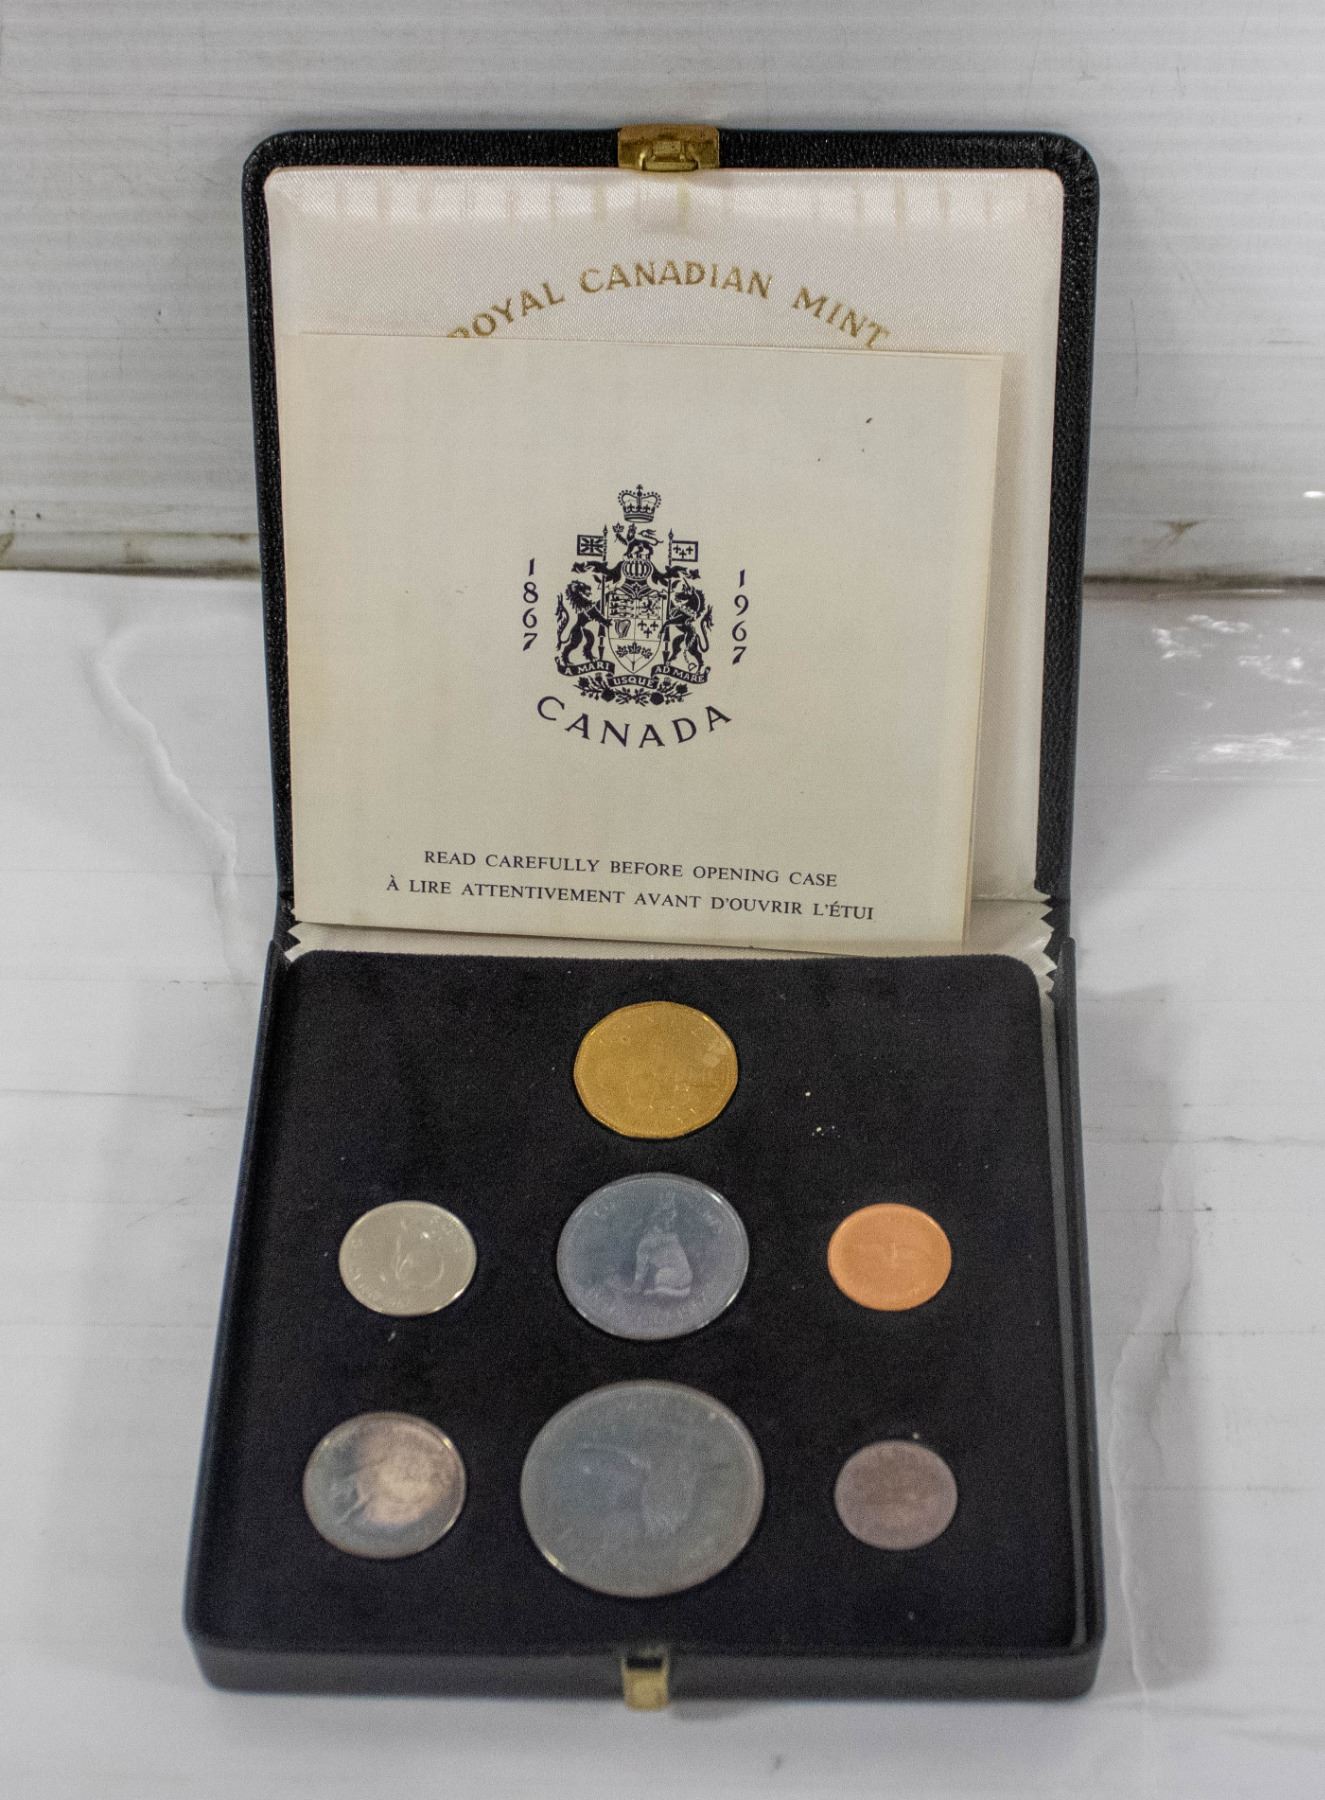 ROYAL CANADIAN MINT
1867
1967
A MARI USQUE AD MARE
CANADA
READ CAREFULLY BEFORE OPENING CASE
À LIRE ATTENTIVEMENT AVANT D'OUVRIR L'ÉTUI